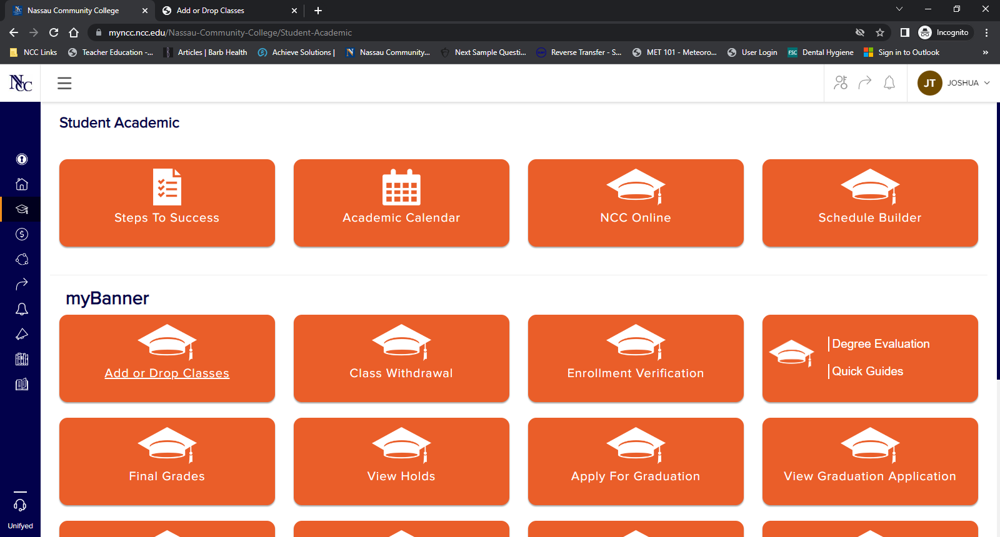 Nassau Community College
Add or Drop Classes
myncc.ncc.edu/Nassau-Community-College/Student-Academic
Incognito
NCC Links
Teacher Education -...
Articles | Barb Health
Achieve Solutions |
N
Nassau Community...
Next Sample Questi...
Reverse Transfer - S...
MET 101 - Meteoro...
User Login
FSC
Dental Hygiene
Sign in to Outlook
»
NCC
JT
JOSHUA
Student Academic
Steps To Success
Academic Calendar
NCC Online
Schedule Builder
myBanner
Add or Drop Classes
Class Withdrawal
Enrollment Verification
Degree Evaluation
Quick Guides
Final Grades
View Holds
Apply For Graduation
View Graduation Application
Unifyed